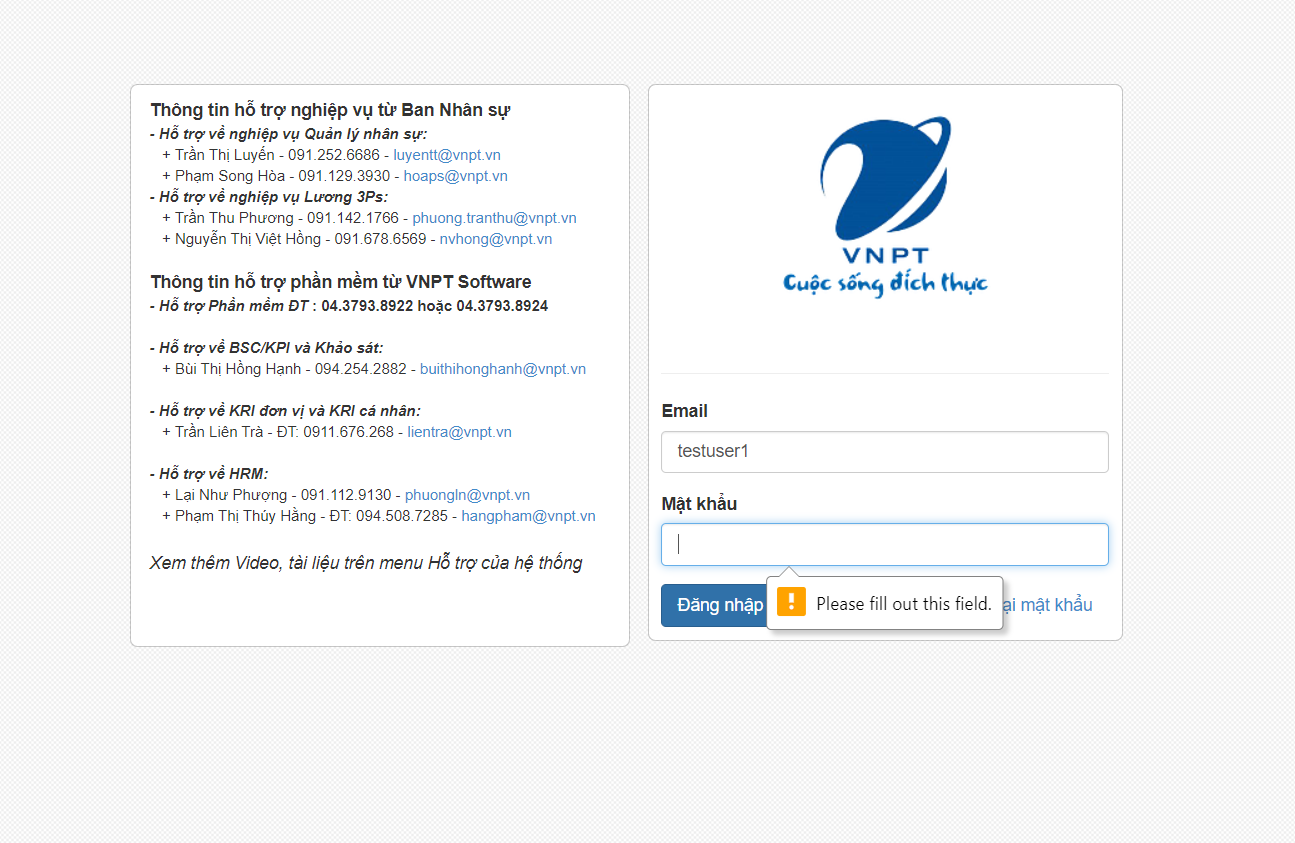 Thông tin hỗ trợ nghiệp vụ từ Ban Nhân sự
- Hỗ trợ về nghiệp vụ Quản lý nhân sự:
+ Trần Thị Luyến - 091.252.6686 - luyentt@vnpt.vn
+ Phạm Song Hòa - 091.129.3930 - hoaps@vnpt.vn
- Hỗ trợ về nghiệp vụ Lương 3Ps:
+ Trần Thu Phương - 091.142.1766 - phuong.tranthu@vnpt.vn
+ Nguyễn Thị Việt Hồng - 091.678.6569 - nvhong@vnpt.vn
Thông tin hỗ trợ phần mềm từ VNPT Software
- Hỗ trợ Phần mềm ĐT : 04.3793.8922 hoặc 04.3793.8924
- Hỗ trợ về BSC/KPI và Khảo sát:
+ Bùi Thị Hồng Hạnh - 094.254.2882 - buithihonghanh@vnpt.vn
- Hỗ trợ về KRI đơn vị và KRI cá nhân:
+ Trần Liên Trà - ĐT: 0911.676.268 - lientra@vnpt.vn
- Hỗ trợ về HRM:
+ Lại Như Phượng - 091.112.9130 - phuongln@vnpt.vn
+ Phạm Thị Thúy Hằng - ĐT: 094.508.7285 - hangpham@vnpt.vn
Xem thêm Video, tài liệu trên menu Hỗ trợ của hệ thống
VNPT
Cuộc sống đích thực
Email
testuser1
Mật khẩu
Đăng nhập
Please fill out this field.
mật khẩu